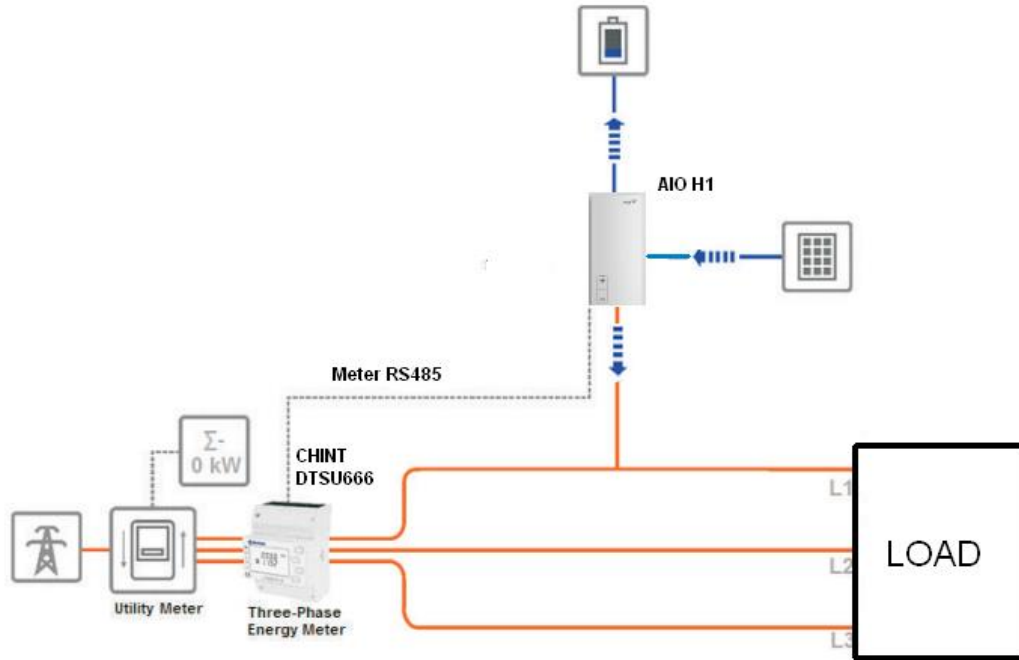 AIO H1
Meter RS485
Σ-
0 kW
CHINT
DTSU666
L1
L2
L3
LOAD
Utility Meter
Three-Phase
Energy Meter